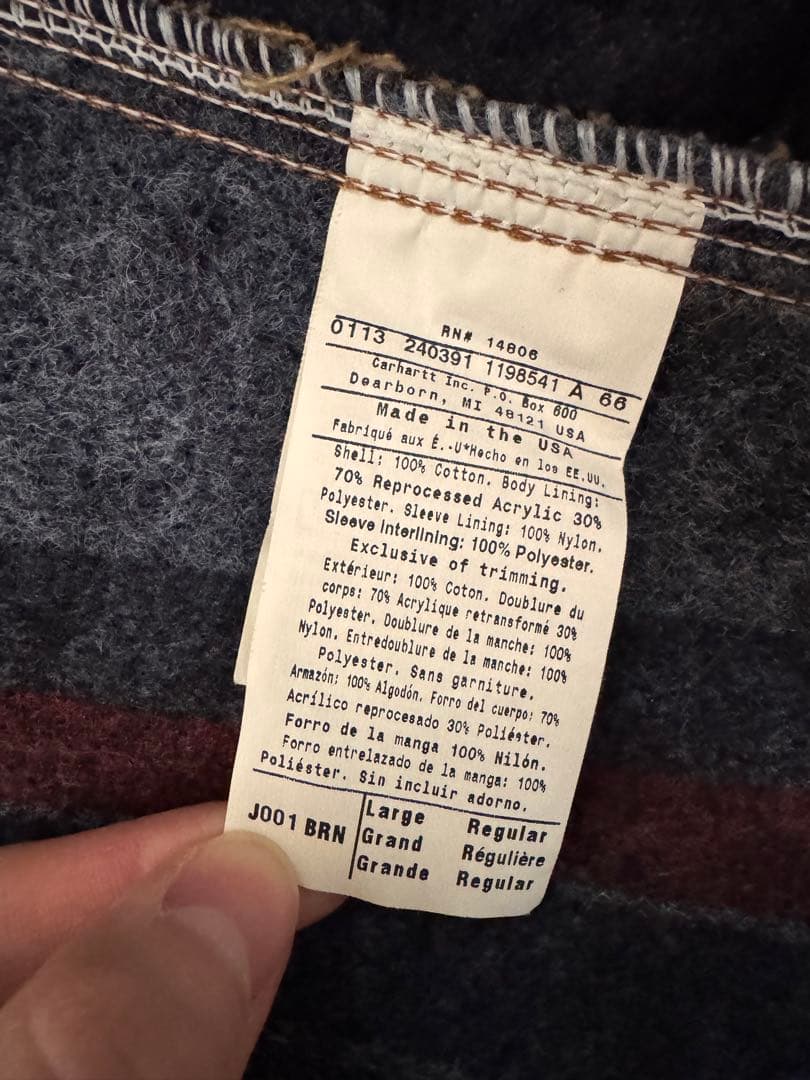 RN# 14806
0113 240391 1198541 A 66
Carhartt Inc. P.O. Box 600
Dearborn, MI 48121 USA
Made in the USA
Fabriqué aux É.-U*Hecho en los EE.UU.
Shell: 100% Cotton. Body Lining:
70% Reprocessed Acrylic 30%
Polyester. Sleeve Lining: 100% Nylon.
Sleeve Interlining: 100% Polyester.
Exclusive of trimming.
Extérieur: 100% Coton. Doublure du
corps: 70% Acrylique retransformé 30%
Polyester. Doublure de la manche: 100%
Nylon. Entredoublure de la manche: 100%
Polyester. Sans garniture.
Armazón: 100% Algodón. Forro del cuerpo: 70%
Acrílico reprocesado 30% Poliéster.
Forro de la manga 100% Nilón.
Forro entrelazado de la manga: 100%
Poliéster. Sin incluir adorno.
J001 BRN
Large Regular
Grand Régulière
Grande Regular